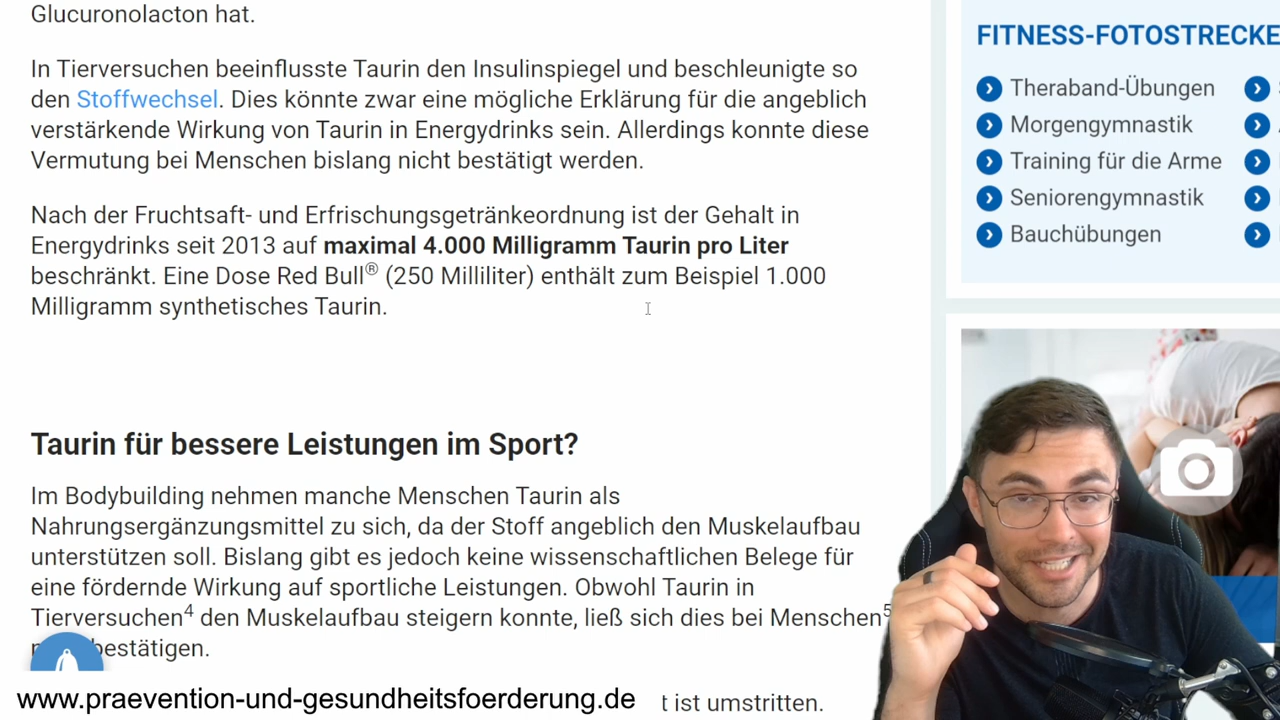 Glucuronolacton hat.
In Tierversuchen beeinflusste Taurin den Insulinspiegel und beschleunigte so
den Stoffwechsel. Dies könnte zwar eine mögliche Erklärung für die angeblich
verstärkende Wirkung von Taurin in Energydrinks sein. Allerdings konnte diese
Vermutung bei Menschen bislang nicht bestätigt werden.
Nach der Fruchtsaft- und Erfrischungsgetränkeordnung ist der Gehalt in
Energydrinks seit 2013 auf maximal 4.000 Milligramm Taurin pro Liter
beschränkt. Eine Dose Red Bull® (250 Milliliter) enthält zum Beispiel 1.000
Milligramm synthetisches Taurin.
Taurin für bessere Leistungen im Sport?
Im Bodybuilding nehmen manche Menschen Taurin als
Nahrungsergänzungsmittel zu sich, da der Stoff angeblich den Muskelaufbau
unterstützen soll. Bislang gibt es jedoch keine wissenschaftlichen Belege für
eine fördernde Wirkung auf sportliche Leistungen. Obwohl Taurin in
Tierversuchen⁴ den Muskelaufbau steigern konnte, ließ sich dies bei Menschen⁵
bestätigen.
t ist umstritten.
www.praevention-und-gesundheitsfoerderung.de
FITNESS-FOTOSTRECKE
Theraband-Übungen
Morgengymnastik
Training für die Arme
Seniorengymnastik
Bauchübungen